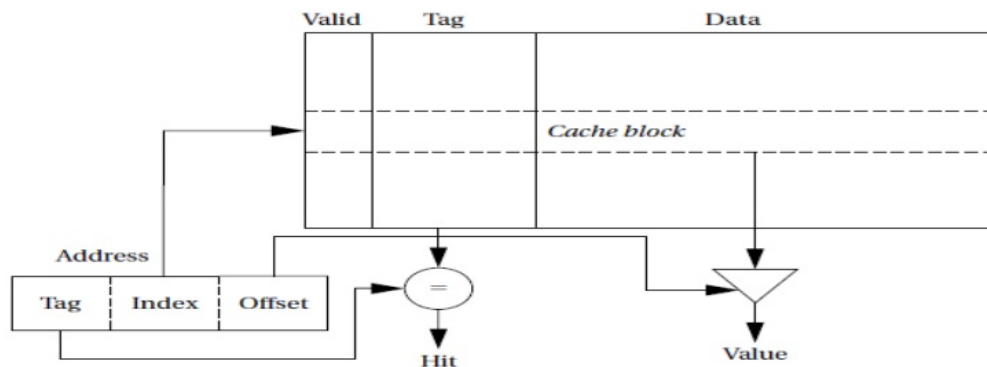 Valid Tag Data
Cache block
Address
Tag Index Offset
=
Hit
Value